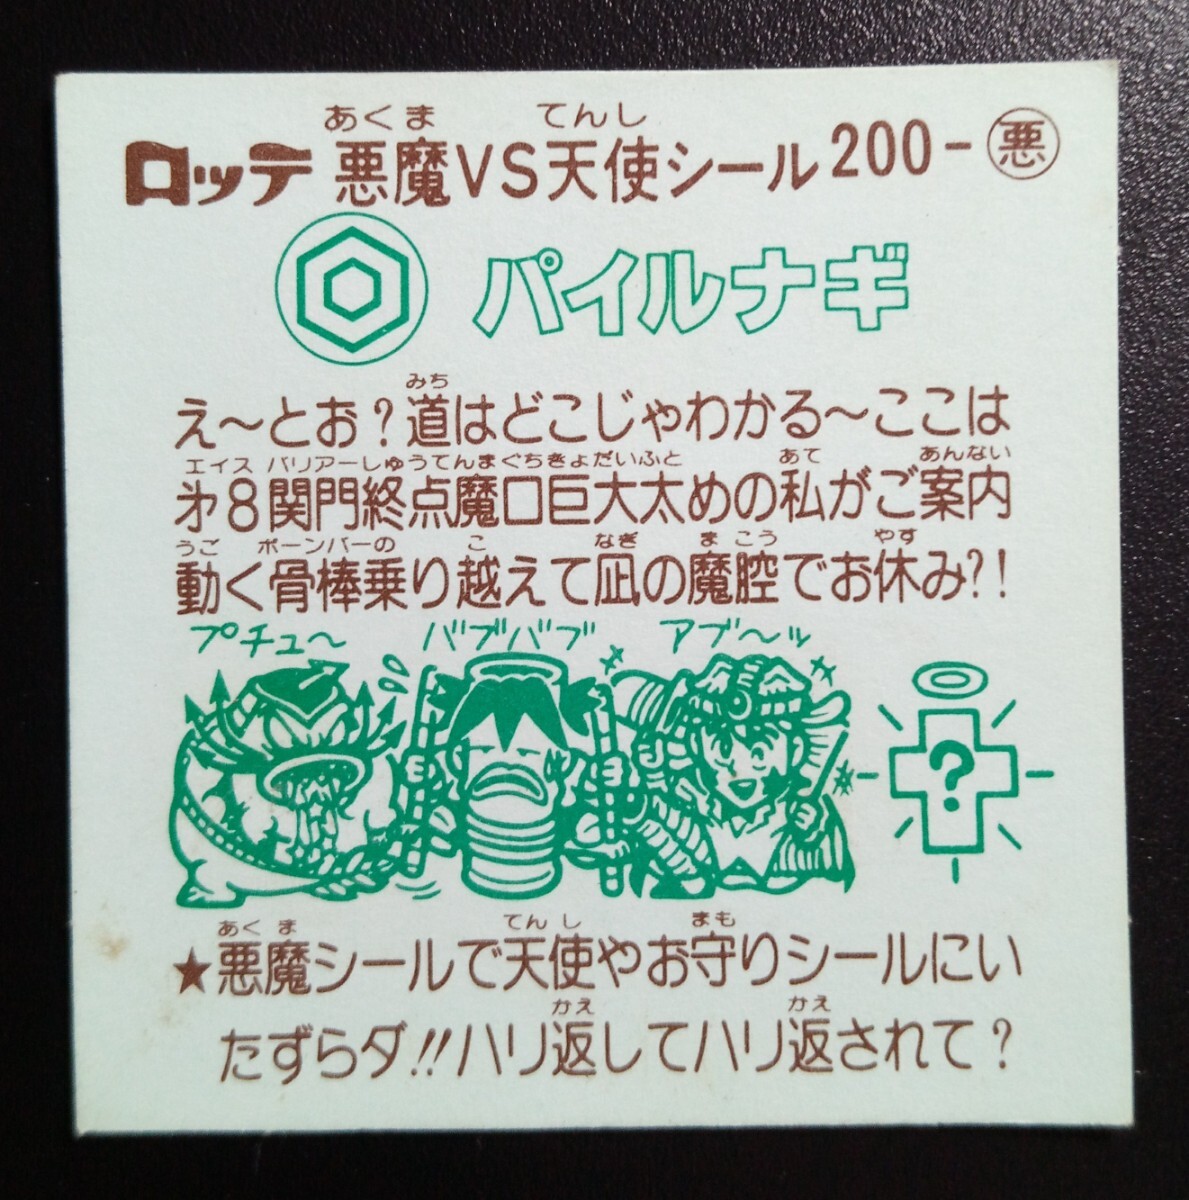 あくま てんし
ロッテ 悪魔VS天使シール200-悪
パイルナギ
みち
え〜とお?道はどこじゃわかる〜ここは
エイス バリアーしゅうてんまぐちきょだいふと あて あんない
㐧8関門終点魔口巨大太めの私がご案内
うご ボーンバーの こ なぎ まこう やす
動く骨棒乗り越えて凪の魔腔でお休み?!
プチュ〜 バブバブ アブ〜ッ
?
あくま てんし まも
★悪魔シールで天使やお守りシールにい
かえ かえ
たずらダ!!ハリ返してハリ返されて?